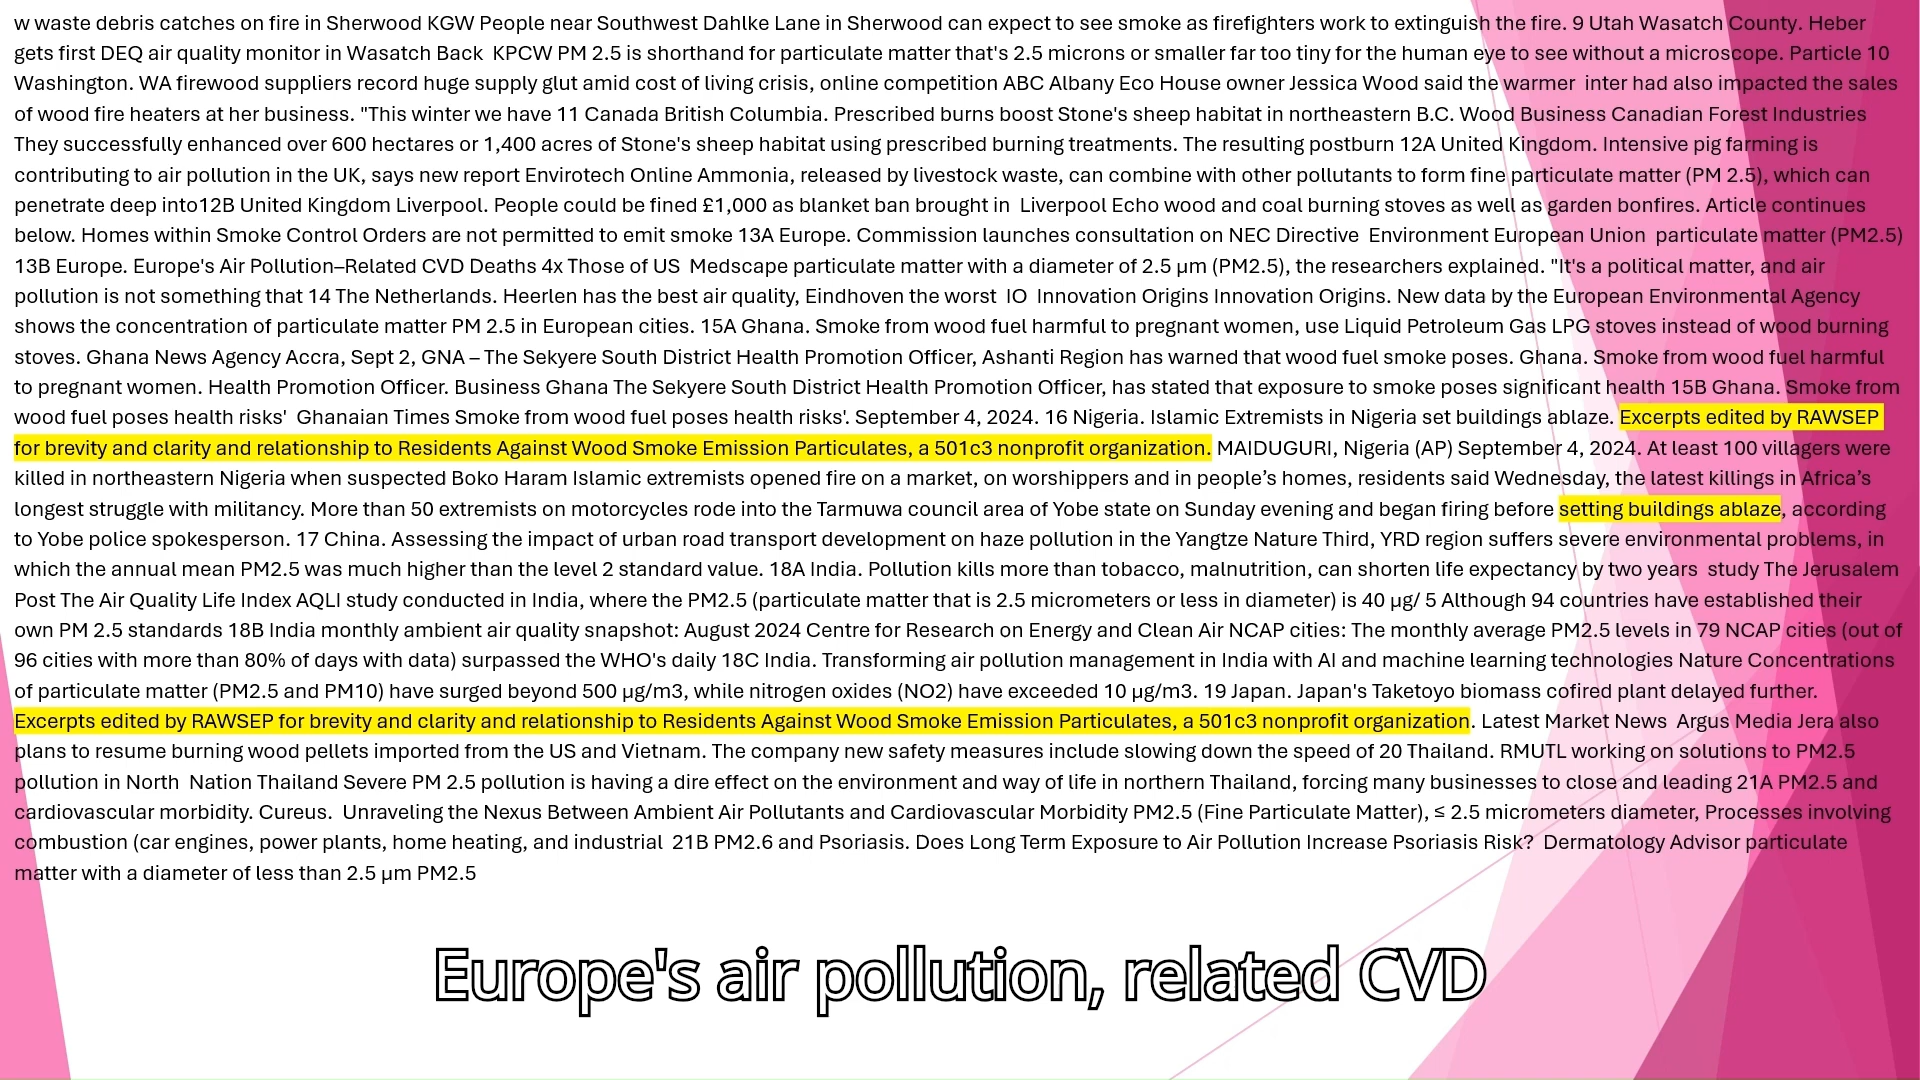 w waste debris catches on fire in Sherwood KGW People near Southwest Dahlke Lane in Sherwood can expect to see smoke as firefighters work to extinguish the fire. 9 Utah Wasatch County. Heber
gets first DEQ air quality monitor in Wasatch Back KPCW PM 2.5 is shorthand for particulate matter that's 2.5 microns or smaller far too tiny for the human eye to see without a microscope. Particle 10
Washington. WA firewood suppliers record huge supply glut amid cost of living crisis, online competition ABC Albany Eco House owner Jessica Wood said the warmer inter had also impacted the sales
of wood fire heaters at her business. "This winter we have 11 Canada British Columbia. Prescribed burns boost Stone's sheep habitat in northeastern B.C. Wood Business Canadian Forest Industries
They successfully enhanced over 600 hectares or 1,400 acres of Stone's sheep habitat using prescribed burning treatments. The resulting postburn 12A United Kingdom. Intensive pig farming is
contributing to air pollution in the UK, says new report Envirotech Online Ammonia, released by livestock waste, can combine with other pollutants to form fine particulate matter (PM 2.5), which can
penetrate deep into12B United Kingdom Liverpool. People could be fined £1,000 as blanket ban brought in Liverpool Echo wood and coal burning stoves as well as garden bonfires. Article continues
below. Homes within Smoke Control Orders are not permitted to emit smoke 13A Europe. Commission launches consultation on NEC Directive Environment European Union particulate matter (PM2.5)
13B Europe. Europe's Air Pollution–Related CVD Deaths 4x Those of US Medscape particulate matter with a diameter of 2.5 µm (PM2.5), the researchers explained. "It's a political matter, and air
pollution is not something that 14 The Netherlands. Heerlen has the best air quality, Eindhoven the worst IO Innovation Origins Innovation Origins. New data by the European Environmental Agency
shows the concentration of particulate matter PM 2.5 in European cities. 15A Ghana. Smoke from wood fuel harmful to pregnant women, use Liquid Petroleum Gas LPG stoves instead of wood burning
stoves. Ghana News Agency Accra, Sept 2, GNA – The Sekyere South District Health Promotion Officer, Ashanti Region has warned that wood fuel smoke poses. Ghana. Smoke from wood fuel harmful
to pregnant women. Health Promotion Officer. Business Ghana The Sekyere South District Health Promotion Officer, has stated that exposure to smoke poses significant health 15B Ghana. Smoke from
wood fuel poses health risks' Ghanaian Times Smoke from wood fuel poses health risks'. September 4, 2024. 16 Nigeria. Islamic Extremists in Nigeria set buildings ablaze. Excerpts edited by RAWSEP
for brevity and clarity and relationship to Residents Against Wood Smoke Emission Particulates, a 501c3 nonprofit organization. MAIDUGURI, Nigeria (AP) September 4, 2024. At least 100 villagers were
killed in northeastern Nigeria when suspected Boko Haram Islamic extremists opened fire on a market, on worshippers and in people’s homes, residents said Wednesday, the latest killings in Africa’s
longest struggle with militancy. More than 50 extremists on motorcycles rode into the Tarmuwa council area of Yobe state on Sunday evening and began firing before setting buildings ablaze, according
to Yobe police spokesperson. 17 China. Assessing the impact of urban road transport development on haze pollution in the Yangtze Nature Third, YRD region suffers severe environmental problems, in
which the annual mean PM2.5 was much higher than the level 2 standard value. 18A India. Pollution kills more than tobacco, malnutrition, can shorten life expectancy by two years study The Jerusalem
Post The Air Quality Life Index AQLI study conducted in India, where the PM2.5 (particulate matter that is 2.5 micrometers or less in diameter) is 40 µg/ 5 Although 94 countries have established their
own PM 2.5 standards 18B India monthly ambient air quality snapshot: August 2024 Centre for Research on Energy and Clean Air NCAP cities: The monthly average PM2.5 levels in 79 NCAP cities (out of
96 cities with more than 80% of days with data) surpassed the WHO's daily 18C India. Transforming air pollution management in India with AI and machine learning technologies Nature Concentrations
of particulate matter (PM2.5 and PM10) have surged beyond 500 µg/m3, while nitrogen oxides (NO2) have exceeded 10 µg/m3. 19 Japan. Japan's Taketoyo biomass cofired plant delayed further.
Excerpts edited by RAWSEP for brevity and clarity and relationship to Residents Against Wood Smoke Emission Particulates, a 501c3 nonprofit organization. Latest Market News Argus Media Jera also
plans to resume burning wood pellets imported from the US and Vietnam. The company new safety measures include slowing down the speed of 20 Thailand. RMUTL working on solutions to PM2.5
pollution in North Nation Thailand Severe PM 2.5 pollution is having a dire effect on the environment and way of life in northern Thailand, forcing many businesses to close and leading 21A PM2.5 and
cardiovascular morbidity. Cureus. Unraveling the Nexus Between Ambient Air Pollutants and Cardiovascular Morbidity PM2.5 (Fine Particulate Matter), ≤ 2.5 micrometers diameter, Processes involving
combustion (car engines, power plants, home heating, and industrial 21B PM2.6 and Psoriasis. Does Long Term Exposure to Air Pollution Increase Psoriasis Risk? Dermatology Advisor particulate
matter with a diameter of less than 2.5 µm PM2.5
Europe's air pollution, related CVD